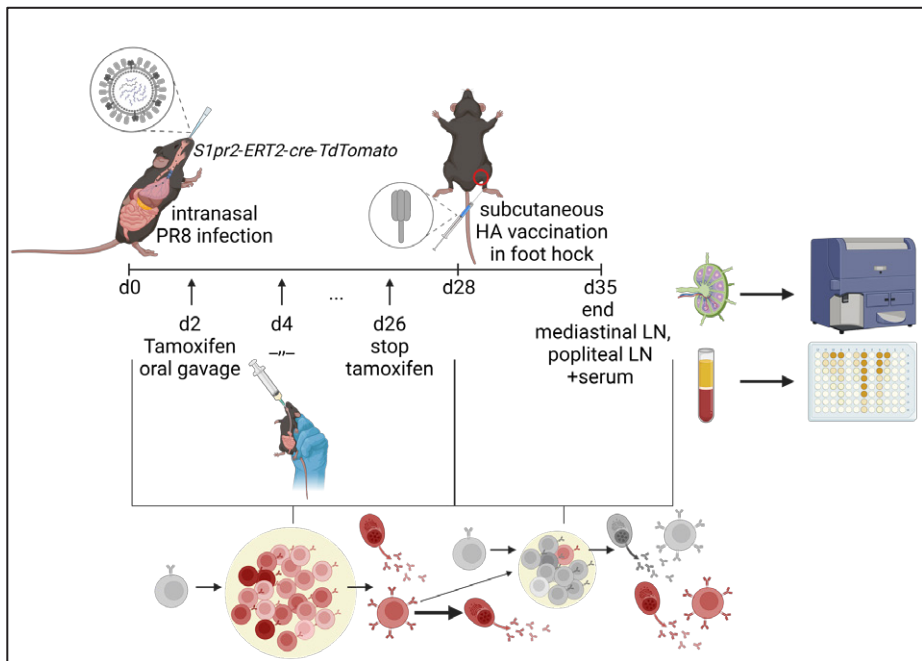 S1pr2-ERT2-cre-TdTomato
intranasal
PR8 infection
subcutaneous
HA vaccination
in foot hock
d0
d28
d35
end
mediastinal LN,
popliteal LN
+serum
d2
Tamoxifen
oral gavage
d4
–„–
...
d26
stop
tamoxifen